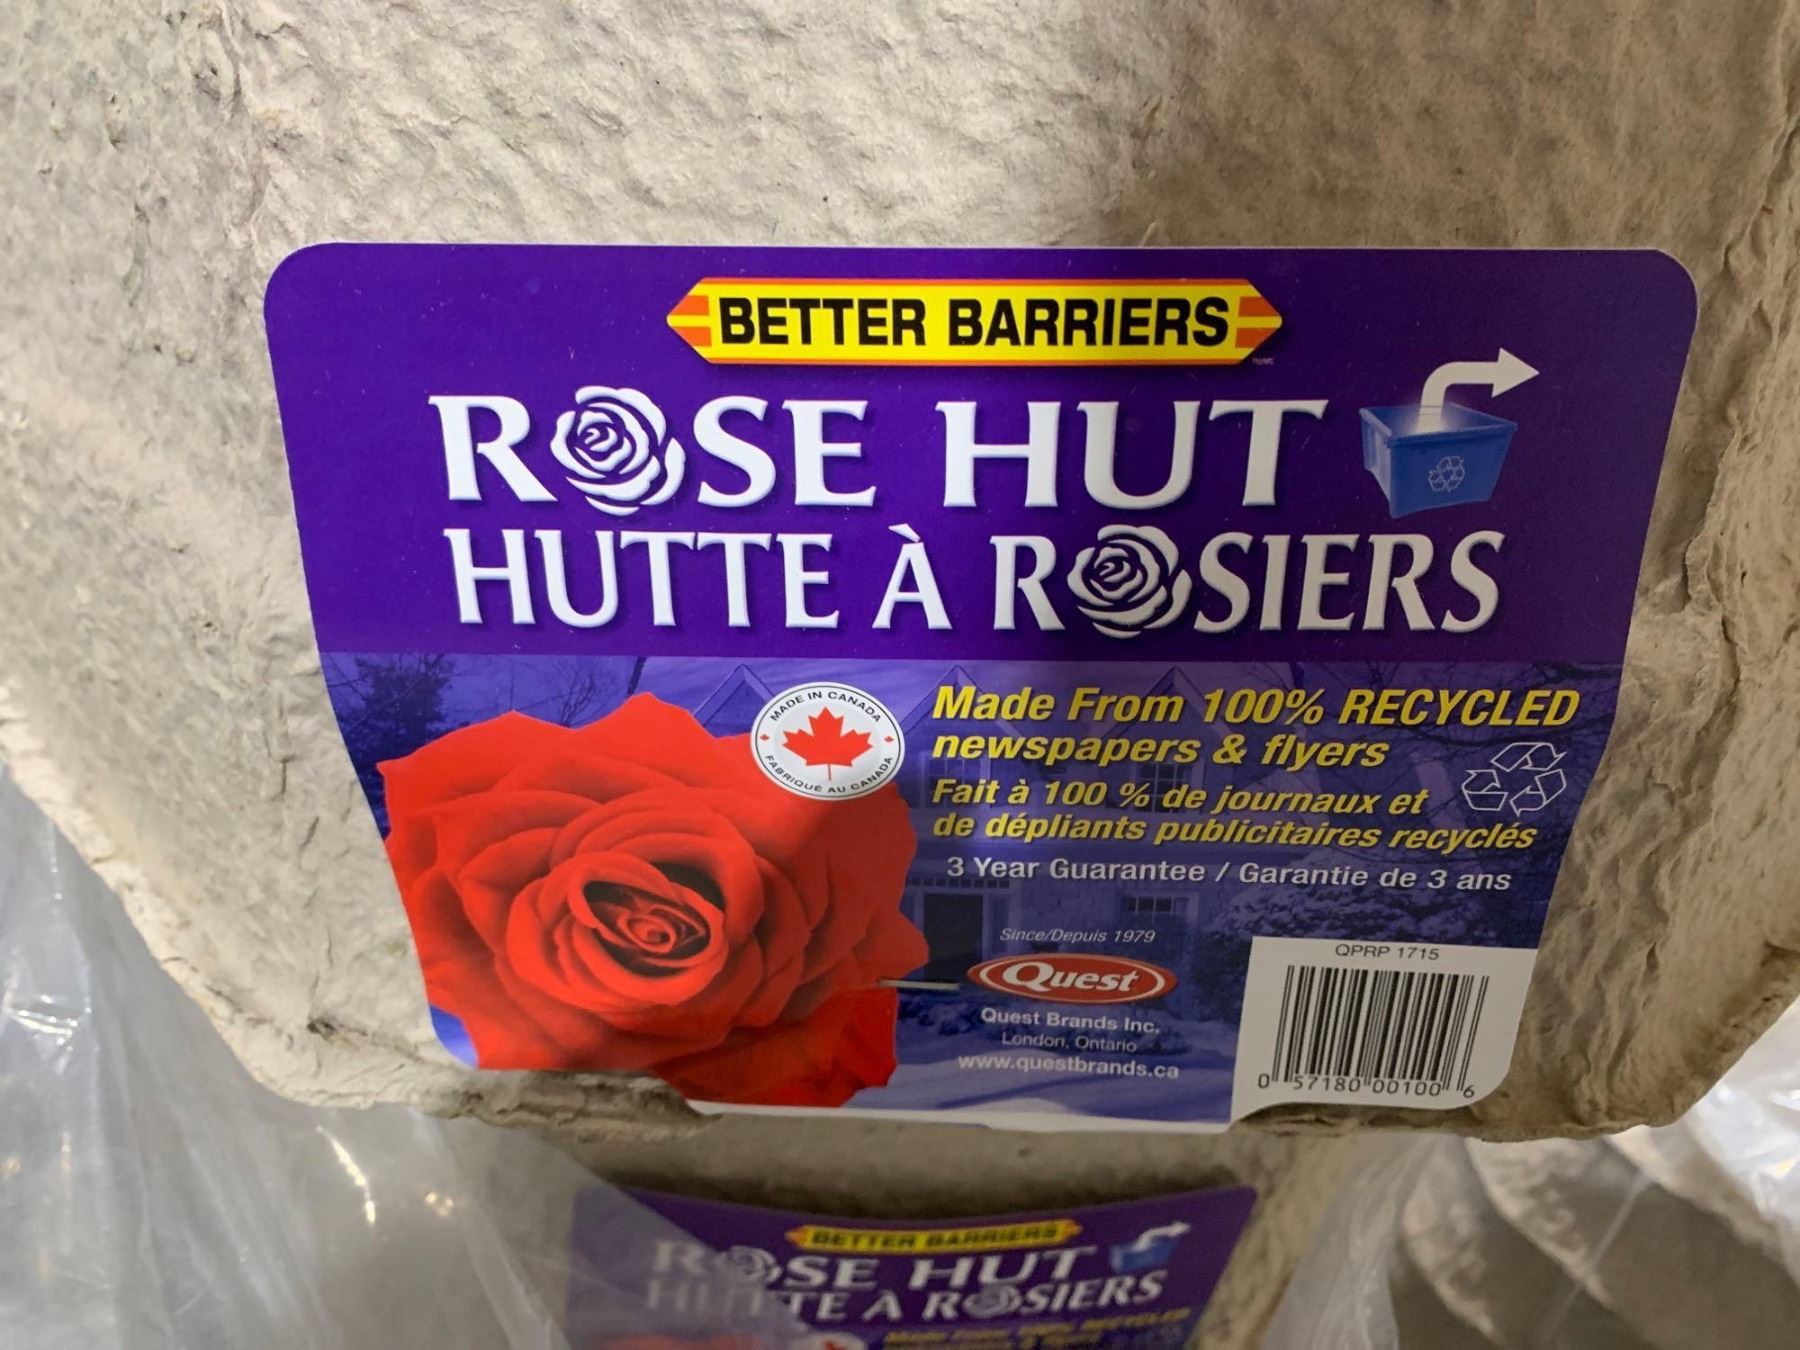 BETTER BARRIERS
ROSE HUT
HUTTE À ROSIERS
MADE IN CANADA
FABRIQUÉ AU CANADA
Made From 100% RECYCLED
newspapers & flyers
Fait à 100 % de journaux et
de dépliants publicitaires recyclés
3 Year Guarantee / Garantie de 3 ans
Since/Depuis 1979
Quest
Quest Brands Inc.
London, Ontario
www.questbrands.ca
QPRP 1715
0 57180 00100 6
BETTER BARRIERS
ROSE HUT
HUTTE À ROSIERS